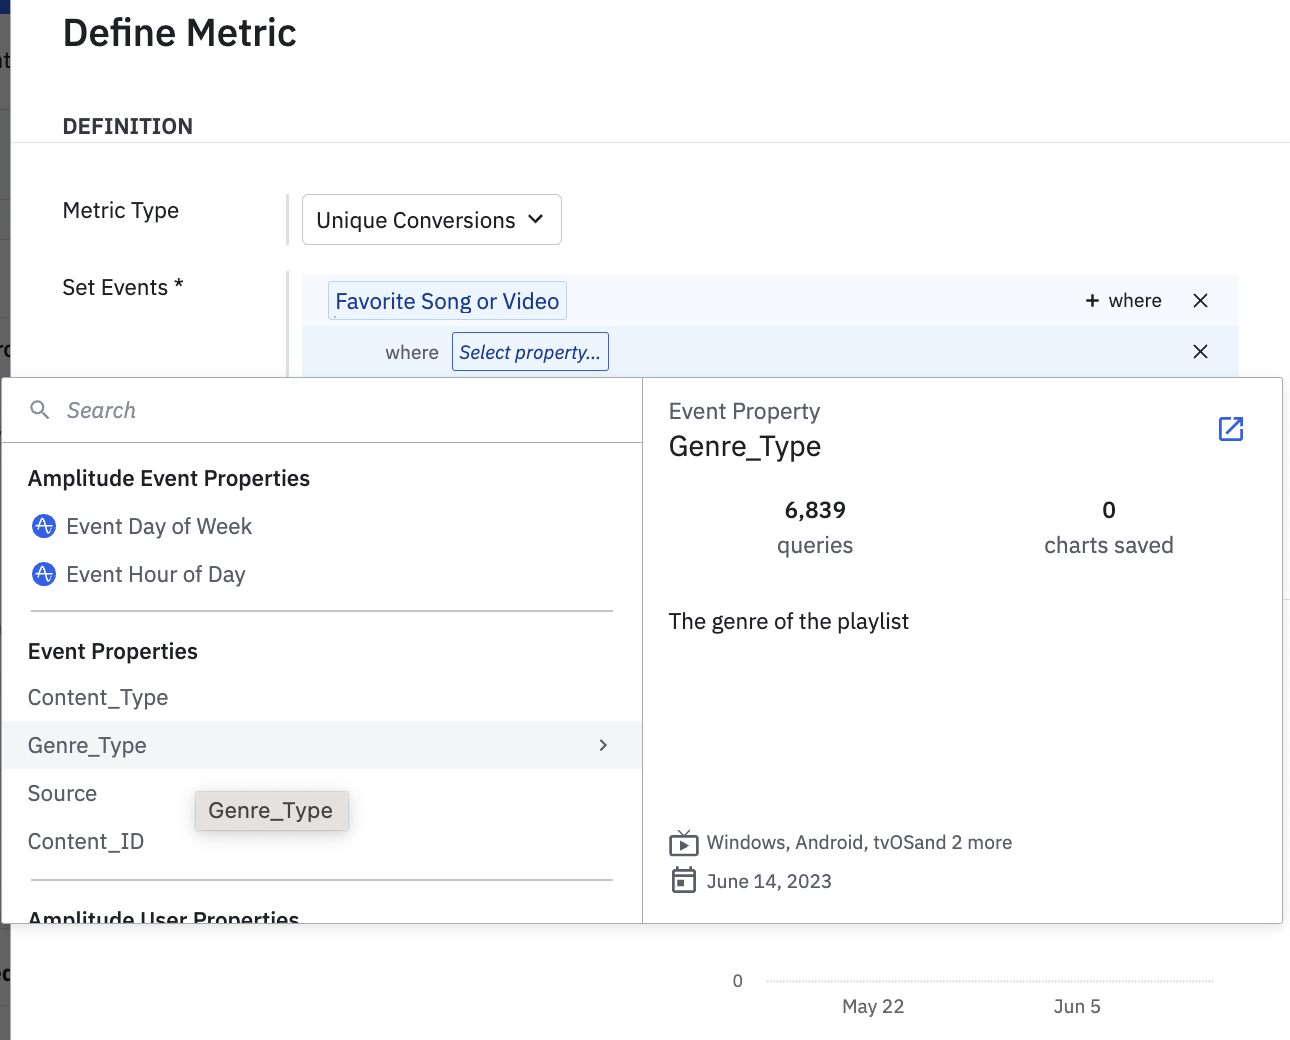 Define Metric
DEFINITION
Metric Type
Unique Conversions
Set Events *
Favorite Song or Video
+ where
where
Select property...
Search
Amplitude Event Properties
Event Day of Week
Event Hour of Day
Event Properties
Content_Type
Genre_Type
Source
Genre_Type
Content_ID
Amplitude User Properties
Event Property
Genre_Type
6,839
queries
0
charts saved
The genre of the playlist
Windows, Android, tvOSand 2 more
June 14, 2023
0
May 22
Jun 5